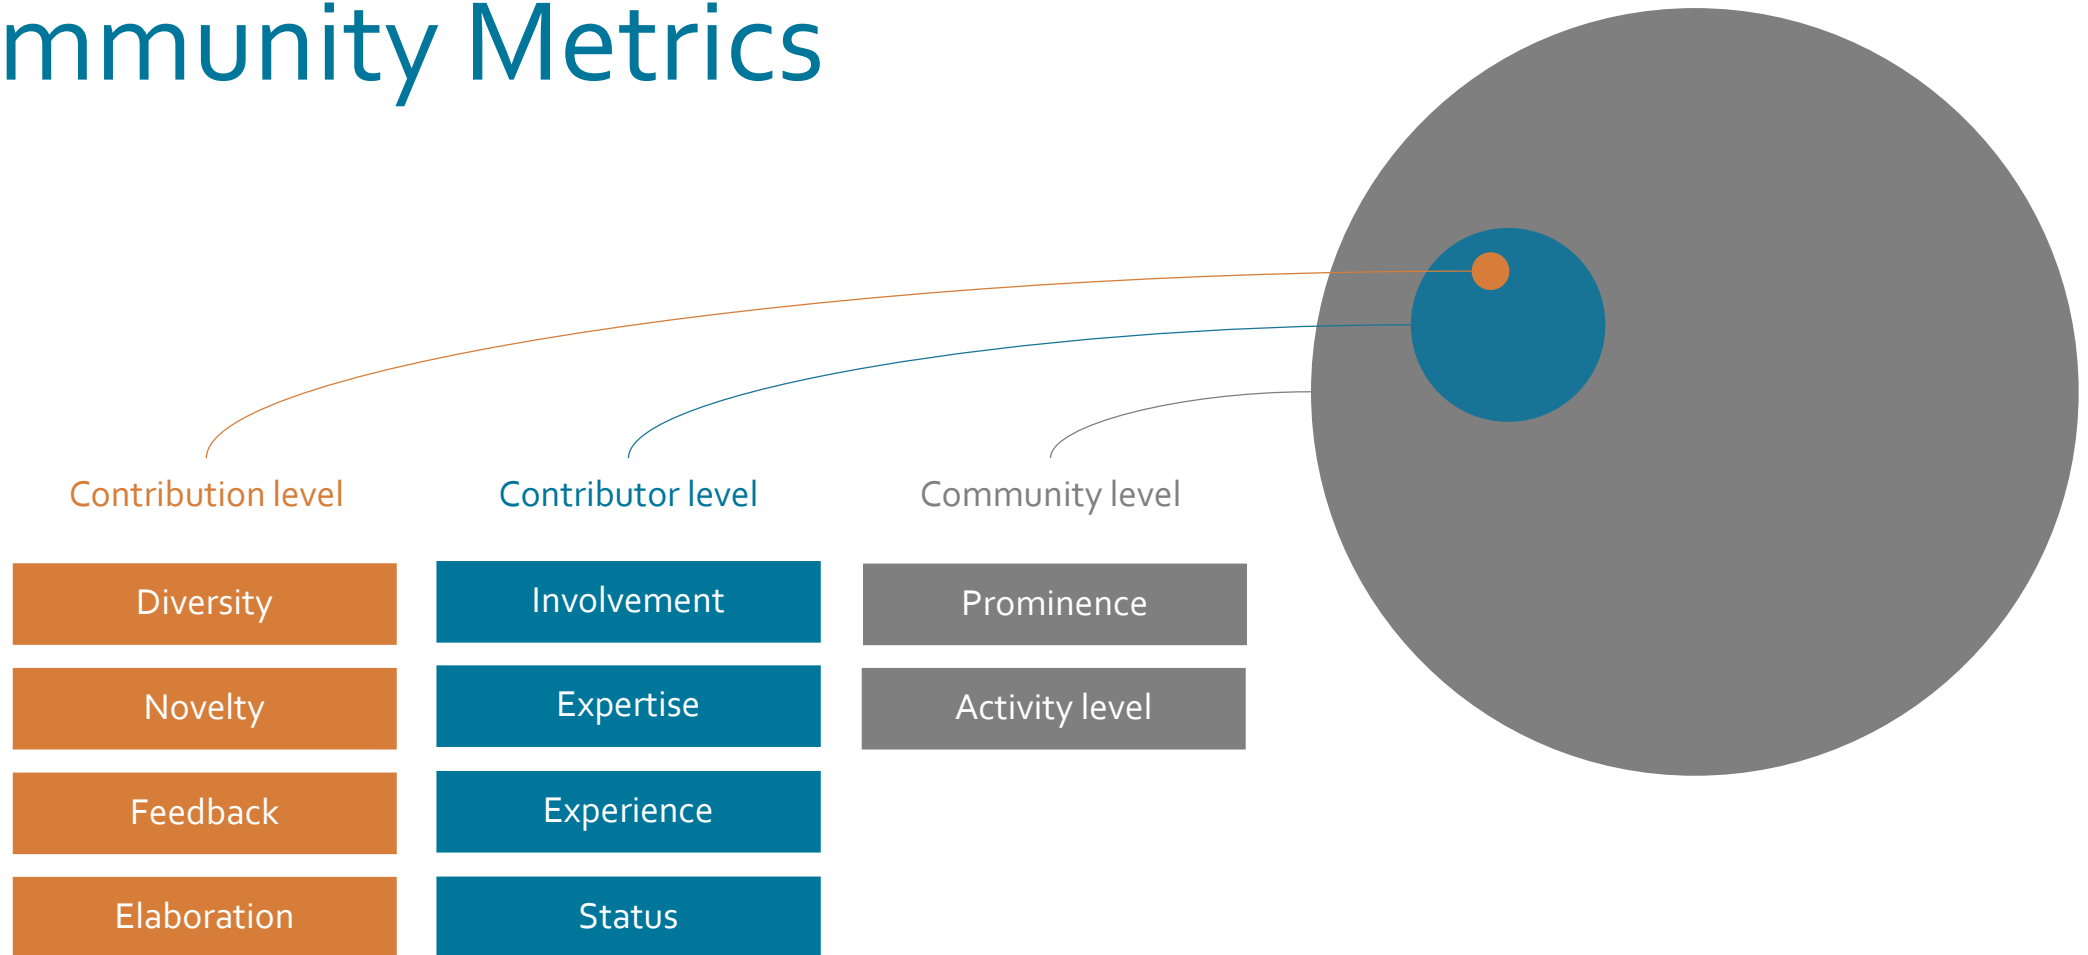 mmunity Metrics
Contribution level
Contributor level
Community level
Diversity
Involvement
Prominence
Novelty
Expertise
Activity level
Feedback
Experience
Elaboration
Status